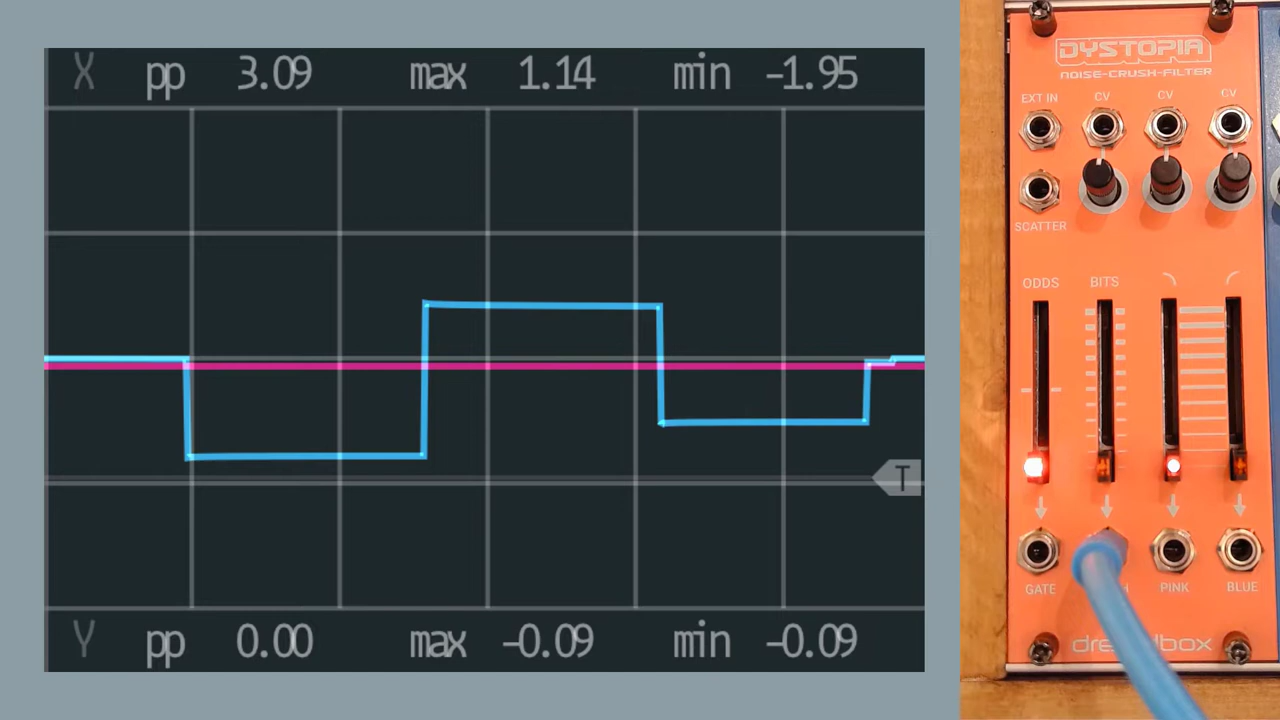 X pp 3.09 max 1.14 min -1.95
T
Y pp 0.00 max -0.09 min -0.09
DYSTOPIA
NOISE-CRUSH-FILTER
EXT IN CV CV CV
SCATTER
ODDS BITS
GATE PINK BLUE